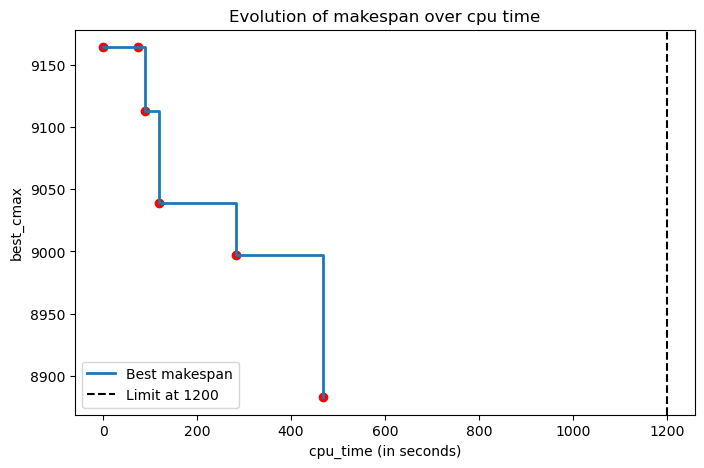 Evolution of makespan over cpu time
best_cmax
9150
9100
9050
9000
8950
8900
Best makespan
Limit at 1200
0
200
400
600
800
1000
1200
cpu_time (in seconds)